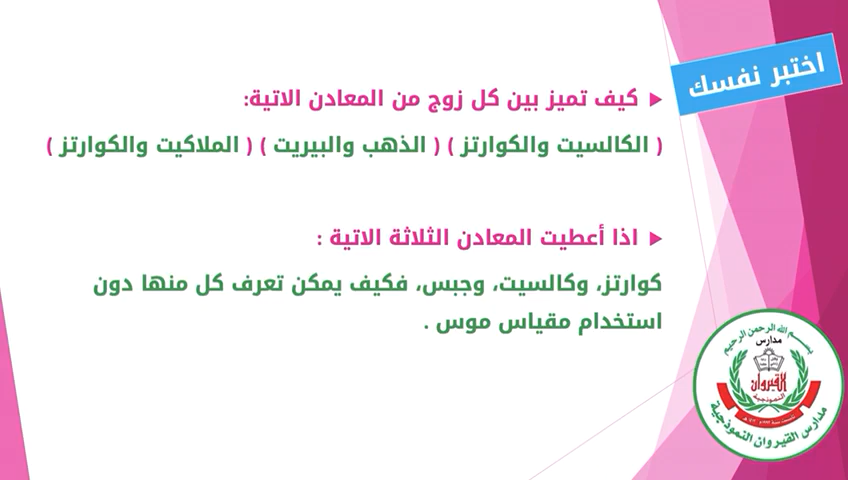 اختبر نفسك
كيف تميز بين كل زوج من المعادن الاتية:
( الكالسيت والكوارتز ) ( الذهب والبيريت ) ( الملاكيت والكوارتز )
اذا أعطيت المعادن الثلاثة الاتية :
كوارتز، وكالسيت، وجبس، فكيف يمكن تعرف كل منها دون
استخدام مقياس موس .
بسم الله الرحمن الرحيم
مدارس
القيروان
النموذجية
مدارس القيروان النموذجية